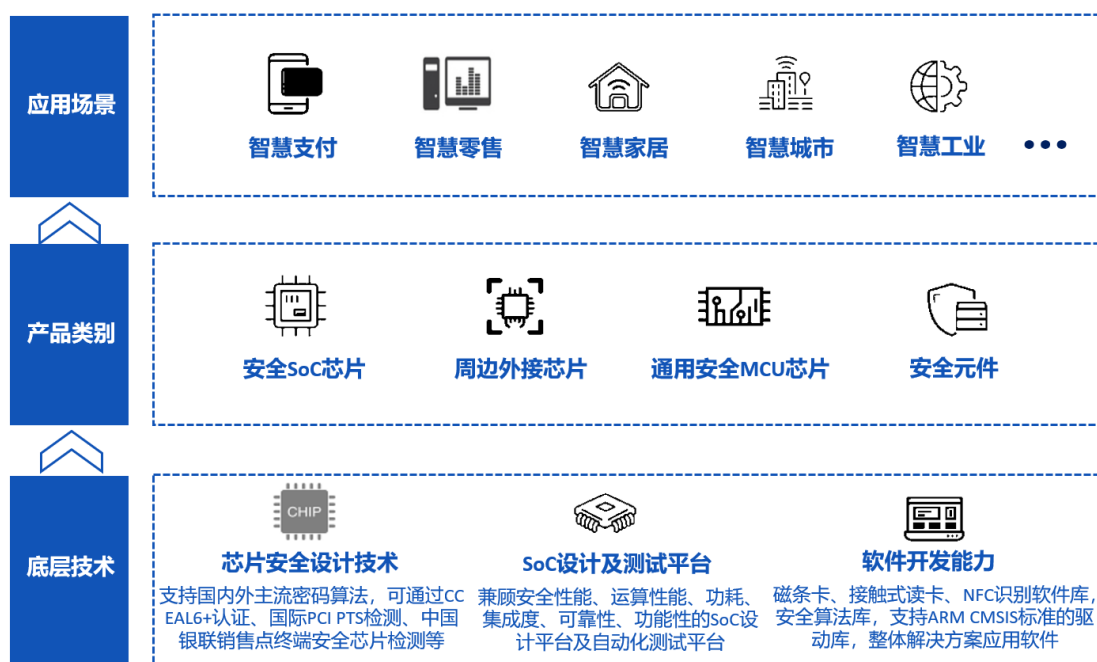 应用场景
智慧支付
智慧零售
智慧家居
智慧城市
智慧工业
•••
产品类别
安全SoC芯片
周边外接芯片
通用安全MCU芯片
安全元件
底层技术
CHIP
芯片安全设计技术
支持国内外主流密码算法，可通过CC
EAL6+认证、国际PCI PTS检测、中国
银联销售点终端安全芯片检测等
SoC设计及测试平台
兼顾安全性能、运算性能、功耗、
集成度、可靠性、功能性的SoC设
计平台及自动化测试平台
软件开发能力
磁条卡、接触式读卡、NFC识别软件库，
安全算法库，支持ARM CMSIS标准的驱
动库，整体解决方案应用软件